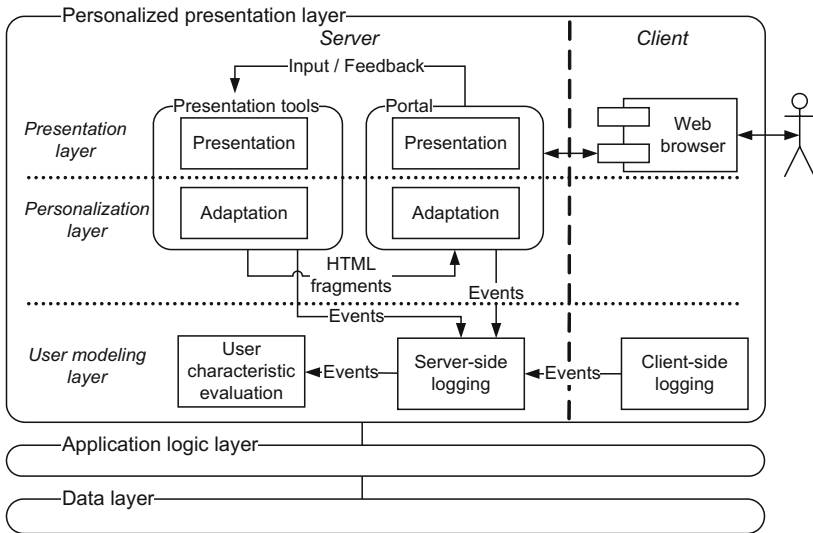 Personalized presentation layer
Server
Client
Input / Feedback
Presentation tools
Portal
Presentation
layer
Presentation
Presentation
Web
browser
Personalization
layer
Adaptation
Adaptation
HTML
fragments
Events
Events
User modeling
layer
User
characteristic
evaluation
Events
Server-side
logging
Events
Client-side
logging
Application logic layer
Data layer